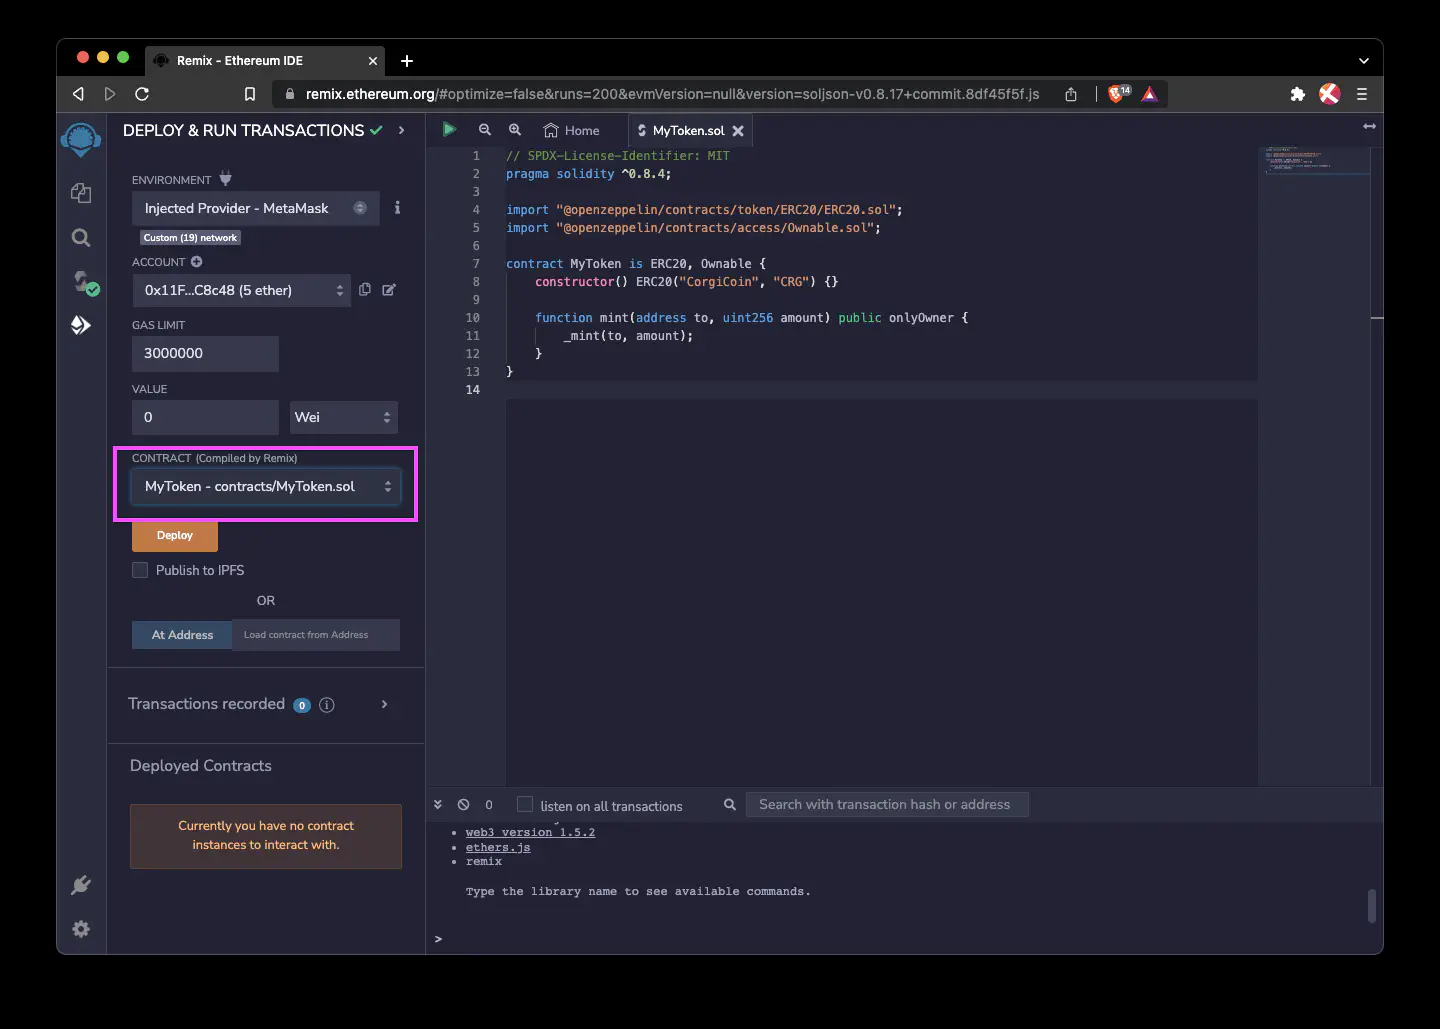 Remix - Ethereum IDE
remix.ethereum.org/#optimize=false&runs=200&evmVersion=null&version=soljson-v0.8.17+commit.8df45f5f.js
14
DEPLOY & RUN TRANSACTIONS
ENVIRONMENT
Injected Provider - MetaMask
Custom (19) network
ACCOUNT
0x11F...C8c48 (5 ether)
GAS LIMIT
3000000
VALUE
0
Wei
CONTRACT (Compiled by Remix)
MyToken - contracts/MyToken.sol
Deploy
Publish to IPFS
OR
At Address
Load contract from Address
Transactions recorded 0
Deployed Contracts
Currently you have no contract
instances to interact with.
Home
MyToken.sol
1 // SPDX-License-Identifier: MIT
2 pragma solidity ^0.8.4;
3
4 import "@openzeppelin/contracts/token/ERC20/ERC20.sol";
5 import "@openzeppelin/contracts/access/Ownable.sol";
6
7 contract MyToken is ERC20, Ownable {
8 constructor() ERC20("CorgiCoin", "CRG") {}
9
10 function mint(address to, uint256 amount) public onlyOwner {
11 _mint(to, amount);
12 }
13 }
14
0
listen on all transactions
Search with transaction hash or address
web3 version 1.5.2
ethers.js
remix
Type the library name to see available commands.
>